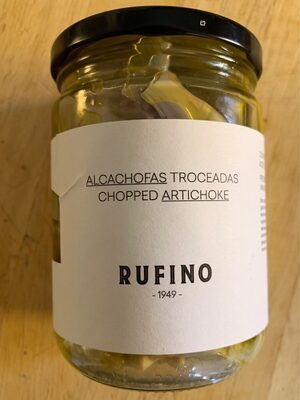 ALCACHOFAS TROCEADAS
CHOPPED ARTICHOKE
RUFINO
- 1949 -